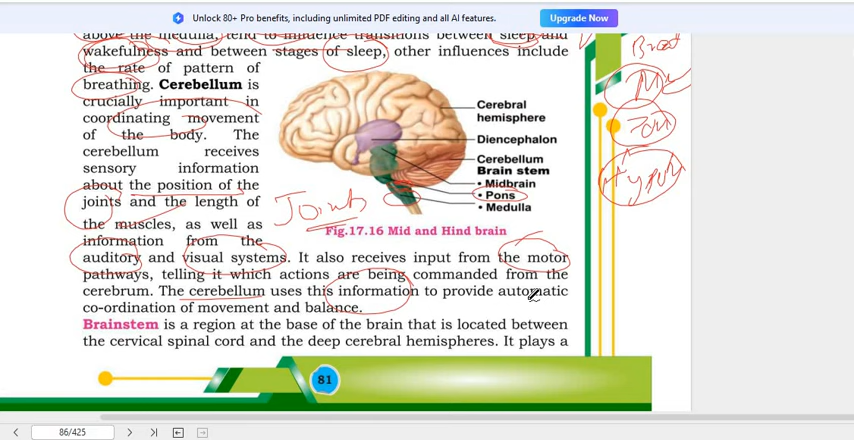 Unlock 80+ Pro benefits, including unlimited PDF editing and all AI features.
Upgrade Now
above the medulla, tend to influence transitions between sleep and
wakefulness and between stages of sleep, other influences include
the rate of pattern of
breathing. Cerebellum is
crucially important in
coordinating movement
of the body. The
cerebellum receives
sensory information
about the position of the
joints and the length of
the muscles, as well as
information from the
auditory and visual systems. It also receives input from the motor
pathways, telling it which actions are being commanded from the
cerebrum. The cerebellum uses this information to provide automatic
co-ordination of movement and balance.
Cerebral
hemisphere
Diencephalon
Cerebellum
Brain stem
• Midbrain
• Pons
• Medulla
Joints
Fig.17.16 Mid and Hind brain
Brainstem is a region at the base of the brain that is located between
the cervical spinal cord and the deep cerebral hemispheres. It plays a
81
86/425